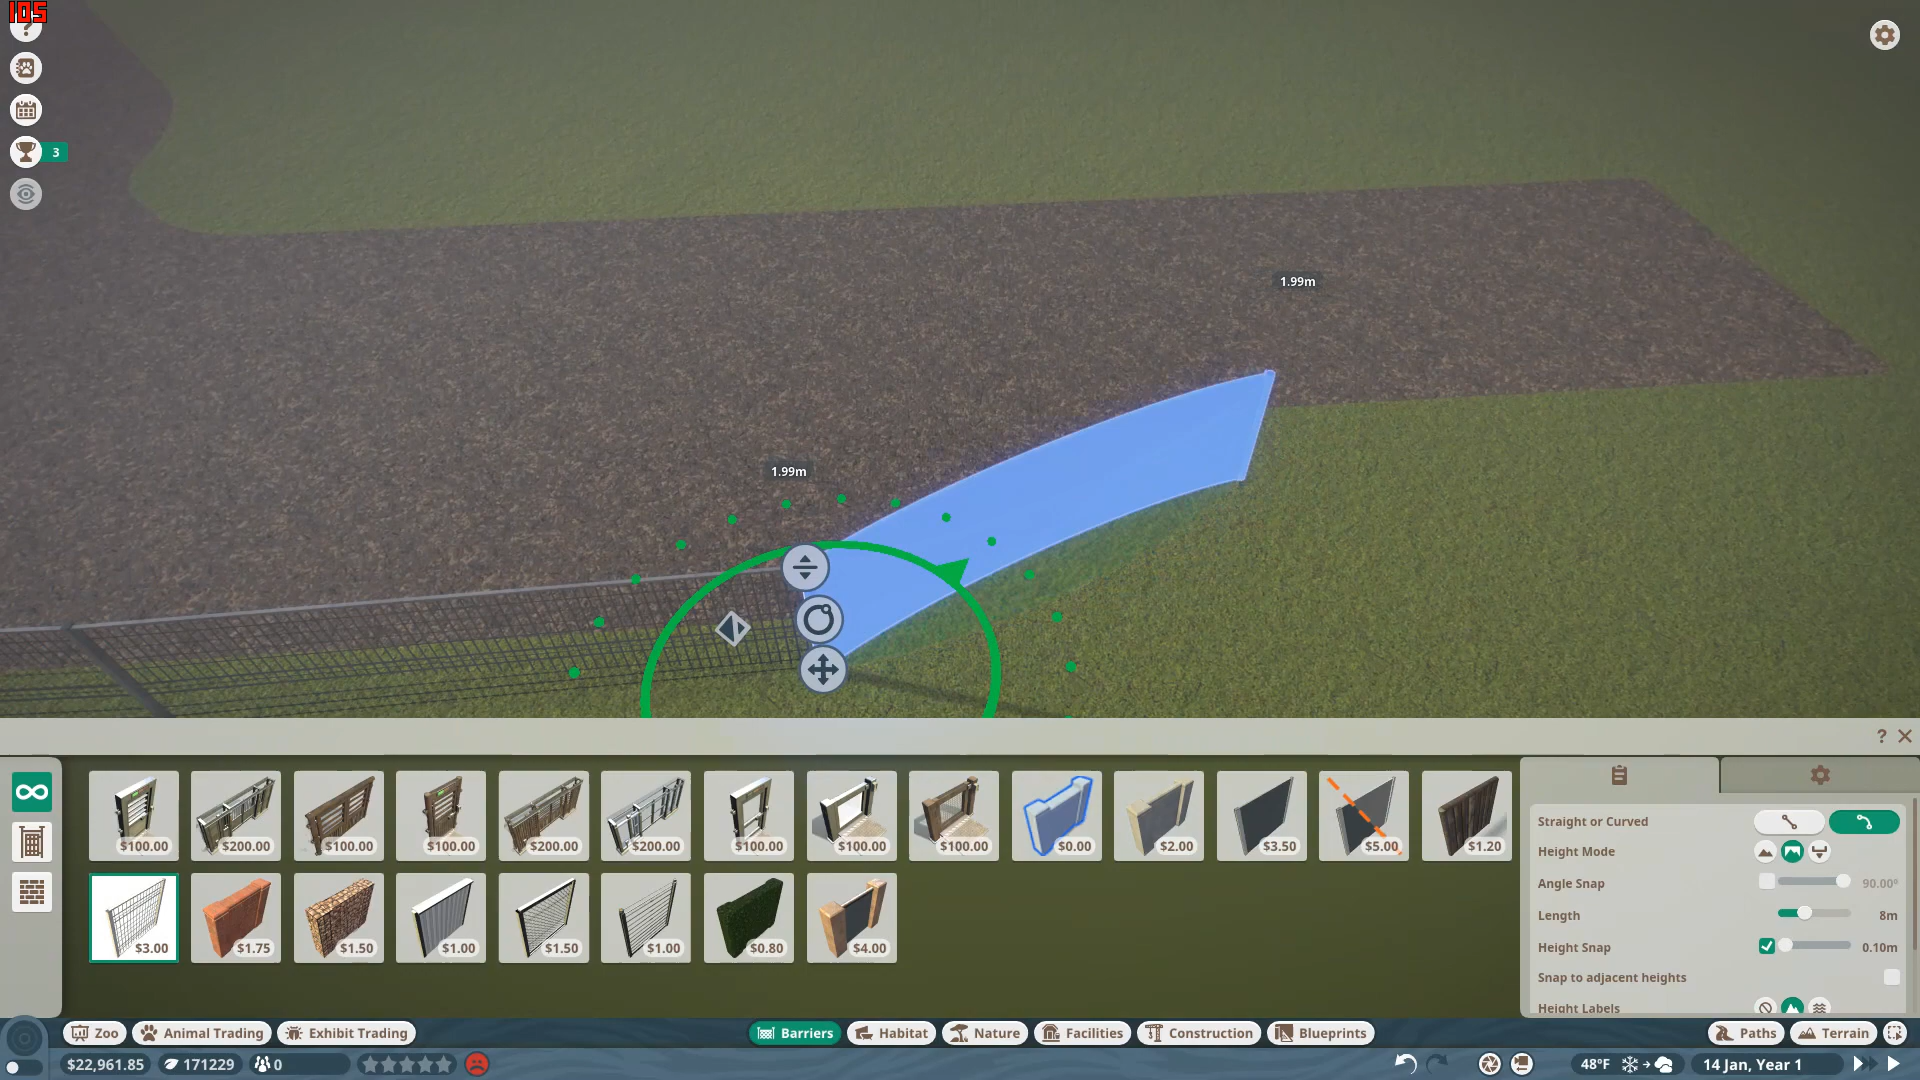 105
?
3
1.99m
1.99m
?
$100.00 $200.00 $100.00 $100.00 $200.00 $200.00 $100.00 $100.00 $100.00 $0.00 $2.00 $3.50 $5.00 $1.20
$3.00 $1.75 $1.50 $1.00 $1.50 $1.00 $0.80 $4.00
Straight or Curved
Height Mode
Angle Snap 90.00°
Length 8m
Height Snap 0.10m
Snap to adjacent heights
Height Labels
Zoo Animal Trading Exhibit Trading Barriers Habitat Nature Facilities Construction Blueprints Paths Terrain
$22,961.85 171229 0 48°F 14 Jan, Year 1